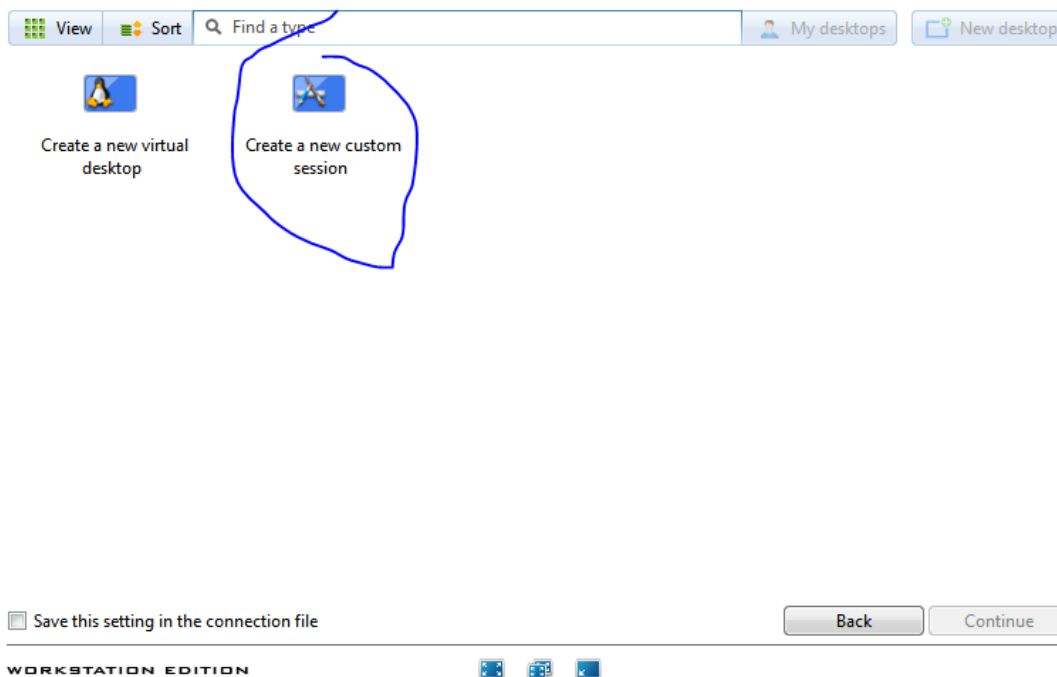 View Sort Find a type My desktops New desktop
Create a new virtual
desktop
Create a new custom
session
Save this setting in the connection file Back Continue
WORKSTATION EDITION